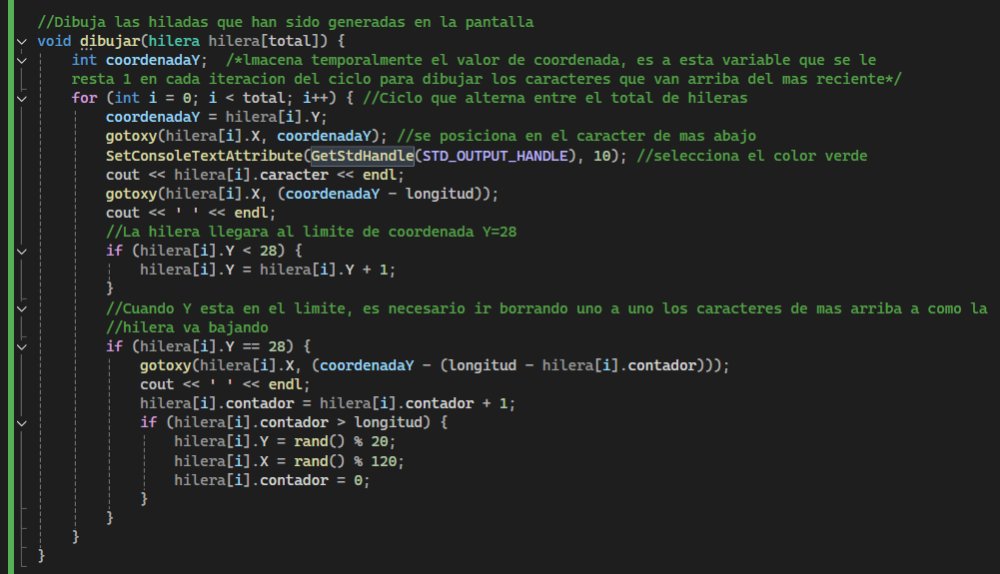 //Dibuja las hiladas que han sido generadas en la pantalla
void dibujar(hilera hilera[total]) {
    int coordenadaY;  /*lmacena temporalmente el valor de coordenada, es a esta variable que se le
    resta 1 en cada iteracion del ciclo para dibujar los caracteres que van arriba del mas reciente*/
    for (int i = 0; i < total; i++) { //Ciclo que alterna entre el total de hileras
        coordenadaY = hilera[i].Y;
        gotoxy(hilera[i].X, coordenadaY); //se posiciona en el caracter de mas abajo
        SetConsoleTextAttribute(GetStdHandle(STD_OUTPUT_HANDLE), 10); //selecciona el color verde
        cout << hilera[i].caracter << endl;
        gotoxy(hilera[i].X, (coordenadaY - longitud));
        cout << ' ' << endl;
        //La hilera llegara al limite de coordenada Y=28
        if (hilera[i].Y < 28) {
            hilera[i].Y = hilera[i].Y + 1;
        }
        //Cuando Y esta en el limite, es necesario ir borrando uno a uno los caracteres de mas arriba a como la
        //hilera va bajando
        if (hilera[i].Y == 28) {
            gotoxy(hilera[i].X, (coordenadaY - (longitud - hilera[i].contador)));
            cout << ' ' << endl;
            hilera[i].contador = hilera[i].contador + 1;
            if (hilera[i].contador > longitud) {
                hilera[i].Y = rand() % 20;
                hilera[i].X = rand() % 120;
                hilera[i].contador = 0;
            }
        }
    }
}